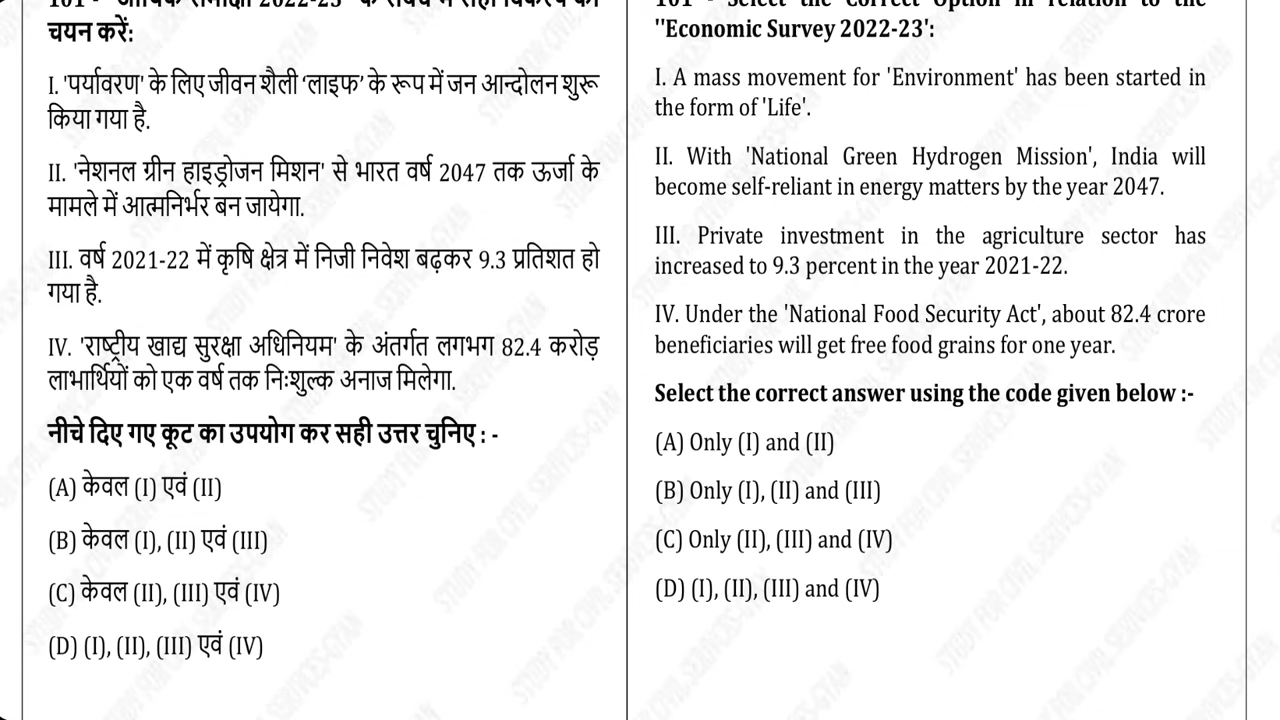 चयन करें:
I. 'पर्यावरण' के लिए जीवन शैली ‘लाइफ’ के रूप में जन आन्दोलन शुरू
किया गया है.
II. 'नेशनल ग्रीन हाइड्रोजन मिशन' से भारत वर्ष 2047 तक ऊर्जा के
मामले में आत्मनिर्भर बन जायेगा.
III. वर्ष 2021-22 में कृषि क्षेत्र में निजी निवेश बढ़कर 9.3 प्रतिशत हो
गया है.
IV. 'राष्ट्रीय खाद्य सुरक्षा अधिनियम' के अंतर्गत लगभग 82.4 करोड़
लाभार्थियों को एक वर्ष तक निःशुल्क अनाज मिलेगा.
नीचे दिए गए कूट का उपयोग कर सही उत्तर चुनिए : -
(A) केवल (I) एवं (II)
(B) केवल (I), (II) एवं (III)
(C) केवल (II), (III) एवं (IV)
(D) (I), (II), (III) एवं (IV)
101 - Select the Correct Option in relation to the
"Economic Survey 2022-23':
I. A mass movement for 'Environment' has been started in
the form of 'Life'.
II. With 'National Green Hydrogen Mission', India will
become self-reliant in energy matters by the year 2047.
III. Private investment in the agriculture sector has
increased to 9.3 percent in the year 2021-22.
IV. Under the 'National Food Security Act', about 82.4 crore
beneficiaries will get free food grains for one year.
Select the correct answer using the code given below :-
(A) Only (I) and (II)
(B) Only (I), (II) and (III)
(C) Only (II), (III) and (IV)
(D) (I), (II), (III) and (IV)